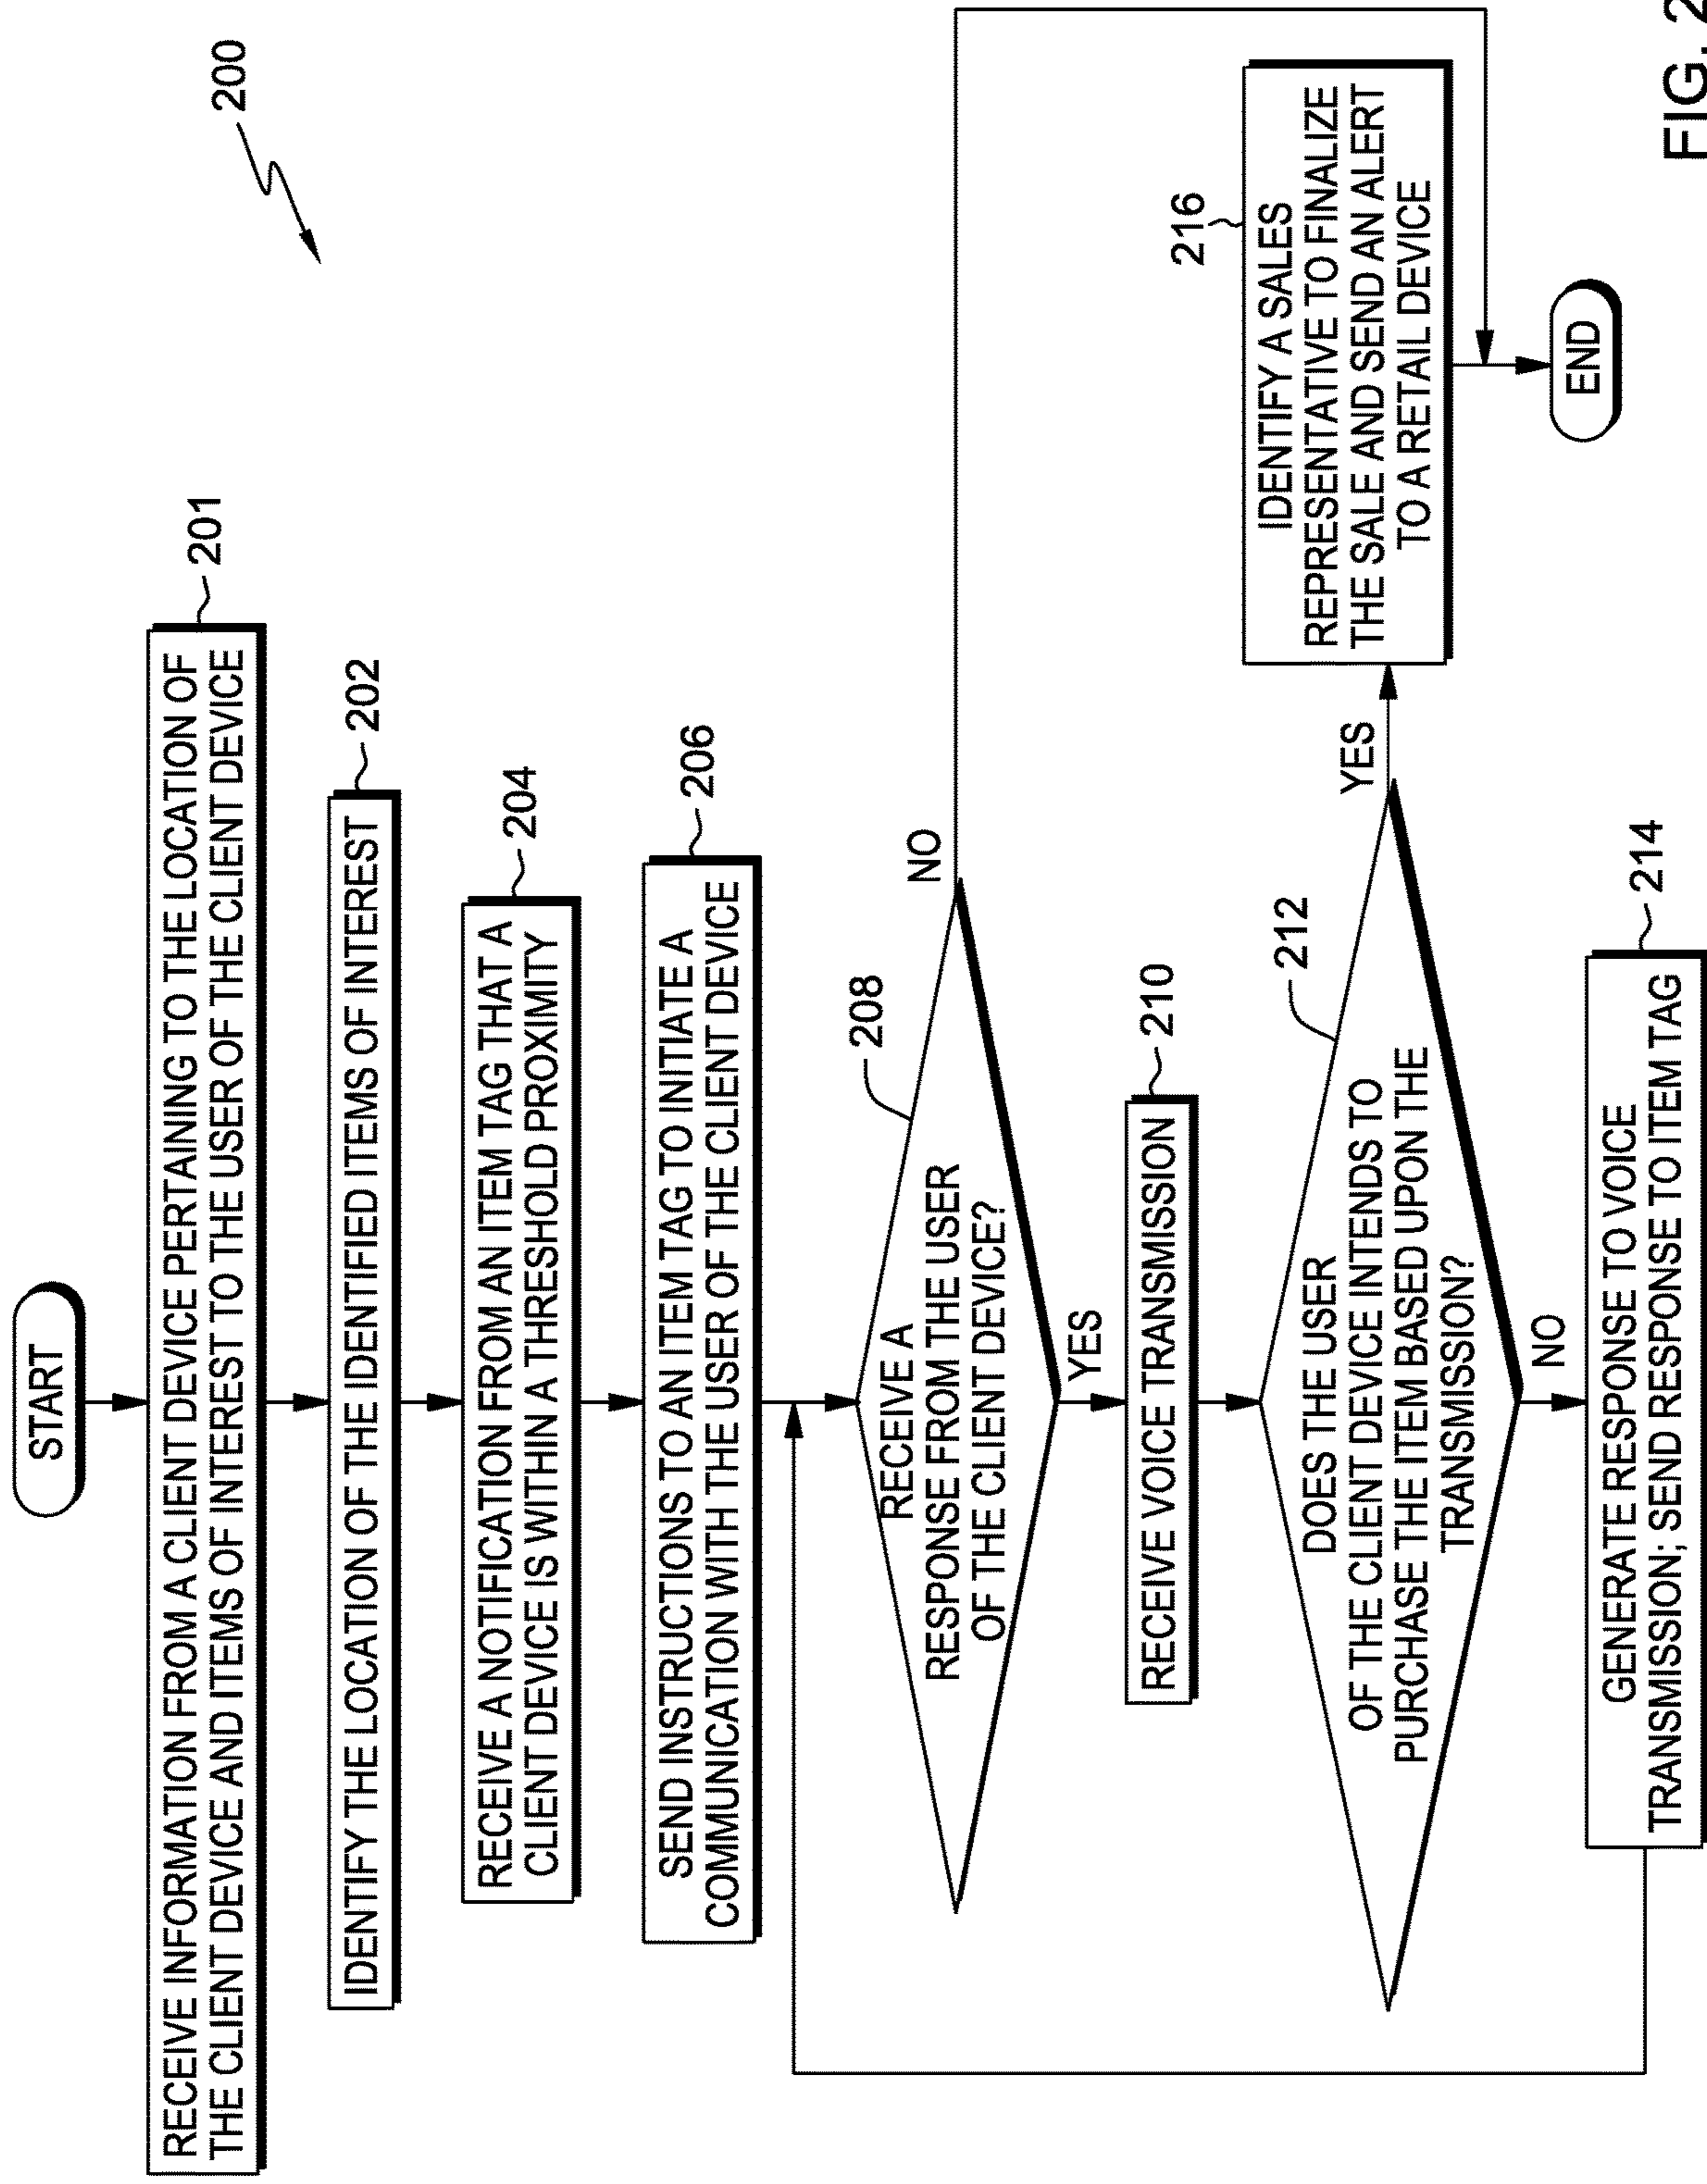 200
START
RECEIVE INFORMATION FROM A CLIENT DEVICE PERTAINING TO THE LOCATION OF
THE CLIENT DEVICE AND ITEMS OF INTEREST TO THE USER OF THE CLIENT DEVICE
201
IDENTIFY THE LOCATION OF THE IDENTIFIED ITEMS OF INTEREST
202
RECEIVE A NOTIFICATION FROM AN ITEM TAG THAT A
CLIENT DEVICE IS WITHIN A THRESHOLD PROXIMITY
204
SEND INSTRUCTIONS TO AN ITEM TAG TO INITIATE A
COMMUNICATION WITH THE USER OF THE CLIENT DEVICE
206
RECEIVE A
RESPONSE FROM THE USER
OF THE CLIENT DEVICE?
208
NO
YES
RECEIVE VOICE TRANSMISSION
210
DOES THE USER
OF THE CLIENT DEVICE INTENDS TO
PURCHASE THE ITEM BASED UPON THE
TRANSMISSION?
212
YES
NO
GENERATE RESPONSE TO VOICE
TRANSMISSION; SEND RESPONSE TO ITEM TAG
214
216
IDENTIFY A SALES
REPRESENTATIVE TO FINALIZE
THE SALE AND SEND AN ALERT
TO A RETAIL DEVICE
END
FIG. 2